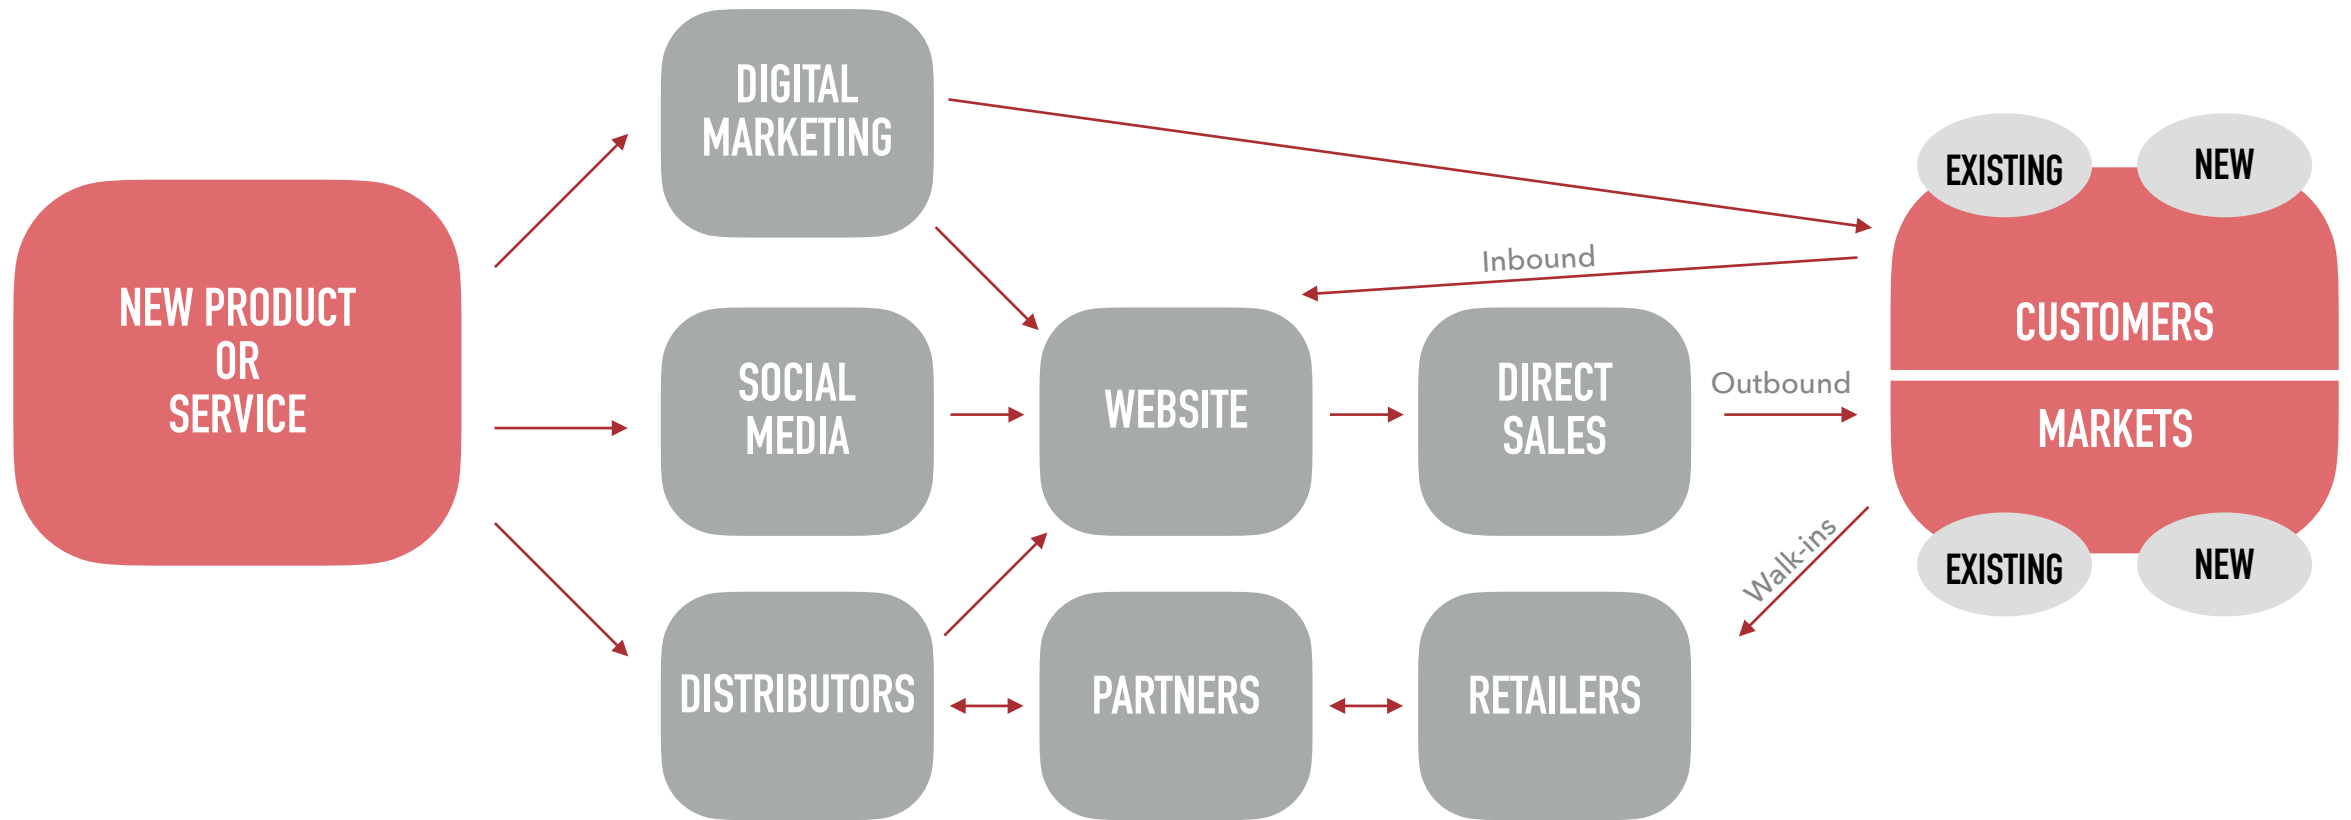 NEW PRODUCT
OR
SERVICE
DIGITAL
MARKETING
SOCIAL
MEDIA
DISTRIBUTORS
WEBSITE
PARTNERS
DIRECT
SALES
RETAILERS
Inbound
Outbound
Walk-ins
EXISTING
NEW
CUSTOMERS
MARKETS
EXISTING
NEW